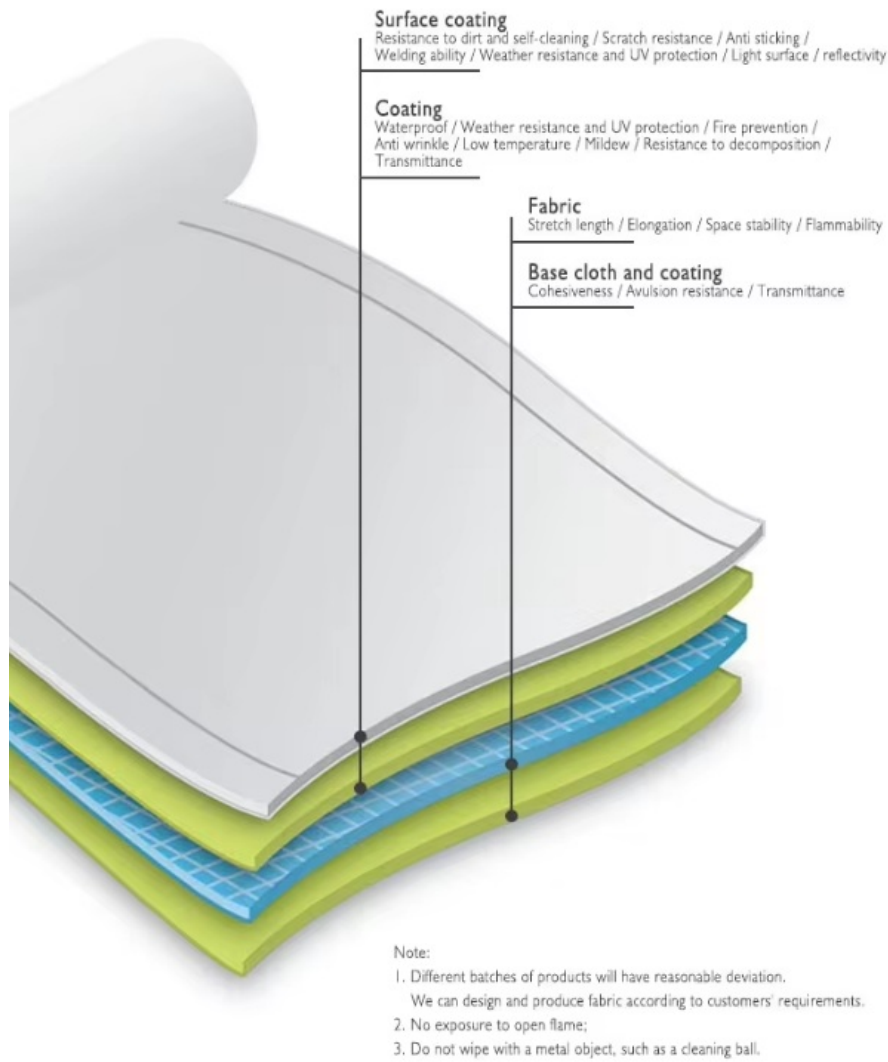 Surface coating
Resistance to dirt and self-cleaning / Scratch resistance / Anti sticking /
Welding ability / Weather resistance and UV protection / Light surface / reflectivity
Coating
Waterproof / Weather resistance and UV protection / Fire prevention /
Anti wrinkle / Low temperature / Mildew / Resistance to decomposition /
Transmittance
Fabric
Stretch length / Elongation / Space stability / Flammability
Base cloth and coating
Cohesiveness / Avulsion resistance / Transmittance
Note:
1. Different batches of products will have reasonable deviation.
We can design and produce fabric according to customers' requirements.
2. No exposure to open flame;
3. Do not wipe with a metal object, such as a cleaning ball.